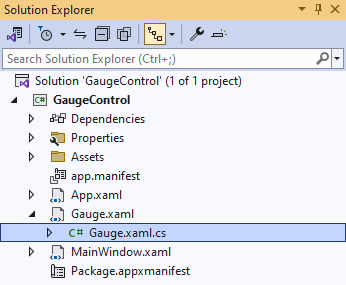 Solution Explorer
Search Solution Explorer (Ctrl+;)
Solution 'GaugeControl' (1 of 1 project)
C# GaugeControl
Dependencies
Properties
Assets
app.manifest
App.xaml
Gauge.xaml
C# Gauge.xaml.cs
MainWindow.xaml
Package.appxmanifest